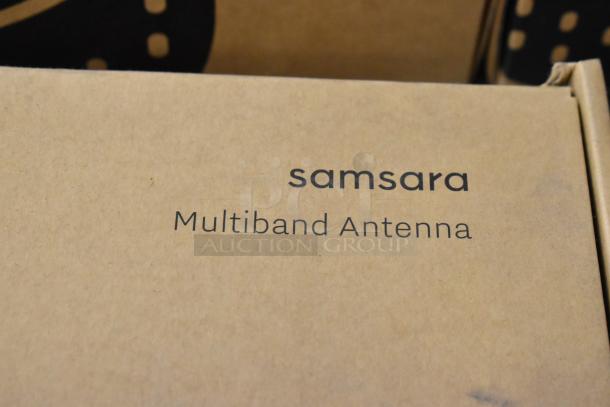 samsara
Multiband Antenna
AUCTION GROUP